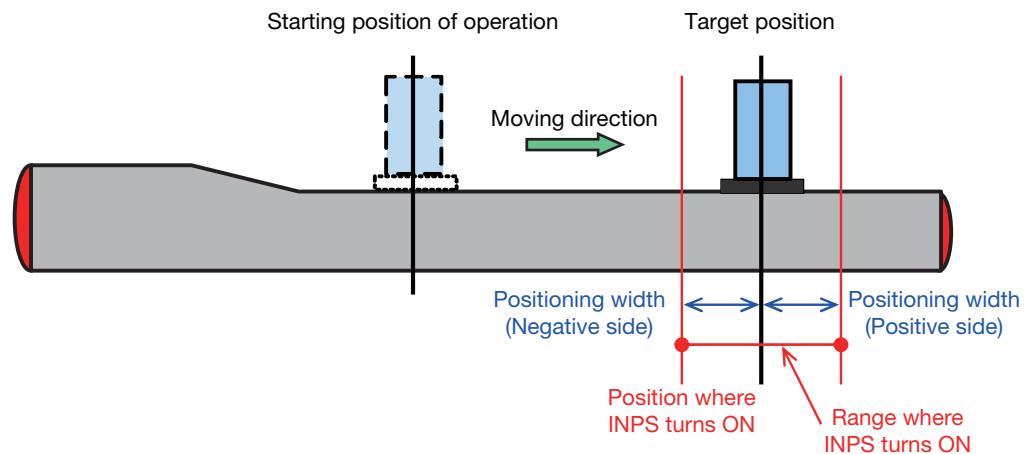 Starting position of operation
Target position
Moving direction
Positioning width
(Negative side)
Positioning width
(Positive side)
Position where
INPS turns ON
Range where
INPS turns ON